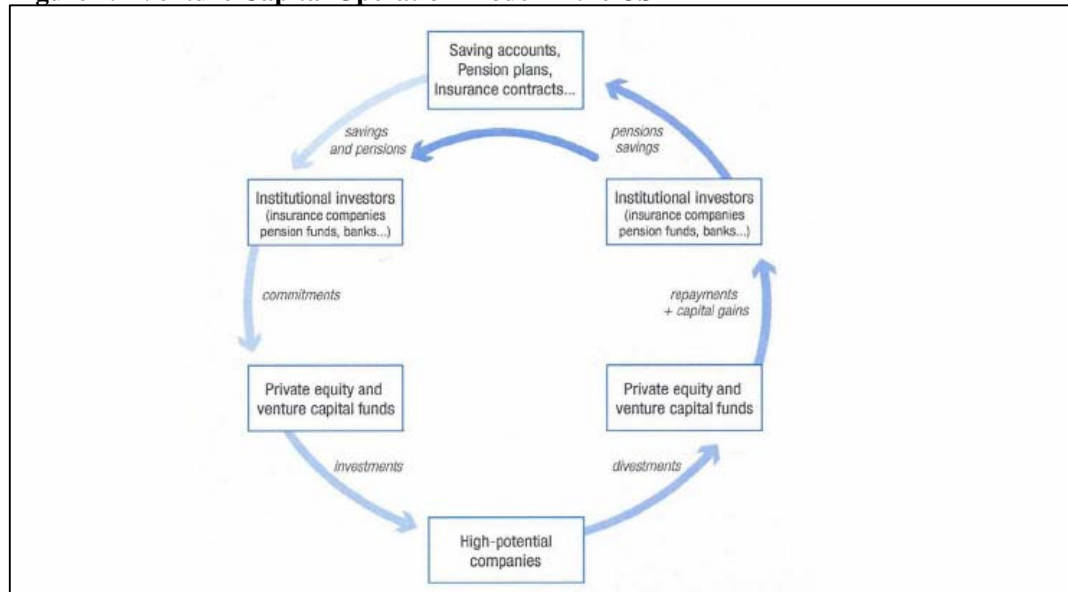 Saving accounts,
Pension plans,
Insurance contracts...
savings
and pensions
pensions
savings
Institutional investors
(insurance companies
pension funds, banks...)
Institutional investors
(insurance companies
pension funds, banks...)
commitments
repayments
+ capital gains
Private equity and
venture capital funds
Private equity and
venture capital funds
investments
divestments
High-potential
companies